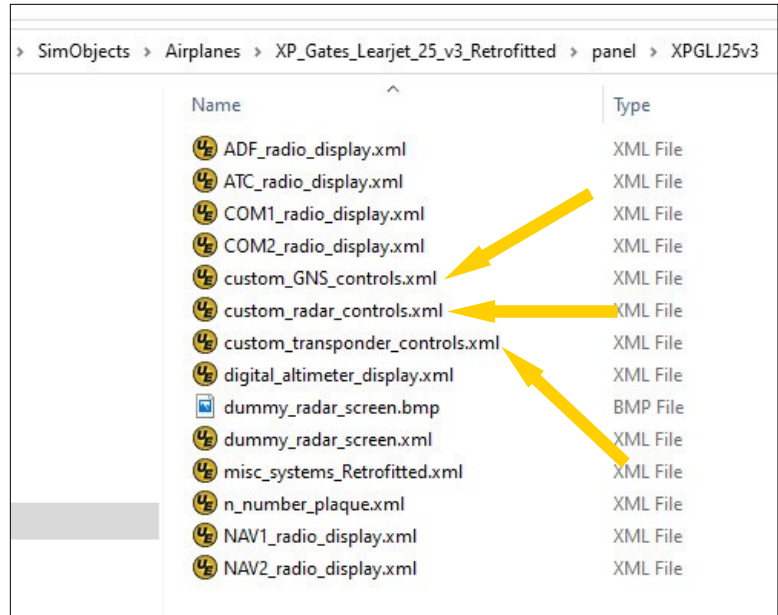 > SimObjects > Airplanes > XP_Gates_Learjet_25_v3_Retrofitted > panel > XPGLJ25v3
Name Type
ADF_radio_display.xml XML File
ATC_radio_display.xml XML File
COM1_radio_display.xml XML File
COM2_radio_display.xml XML File
custom_GNS_controls.xml XML File
custom_radar_controls.xml XML File
custom_transponder_controls.xml XML File
digital_altimeter_display.xml XML File
dummy_radar_screen.bmp BMP File
dummy_radar_screen.xml XML File
misc_systems_Retrofitted.xml XML File
n_number_plaque.xml XML File
NAV1_radio_display.xml XML File
NAV2_radio_display.xml XML File